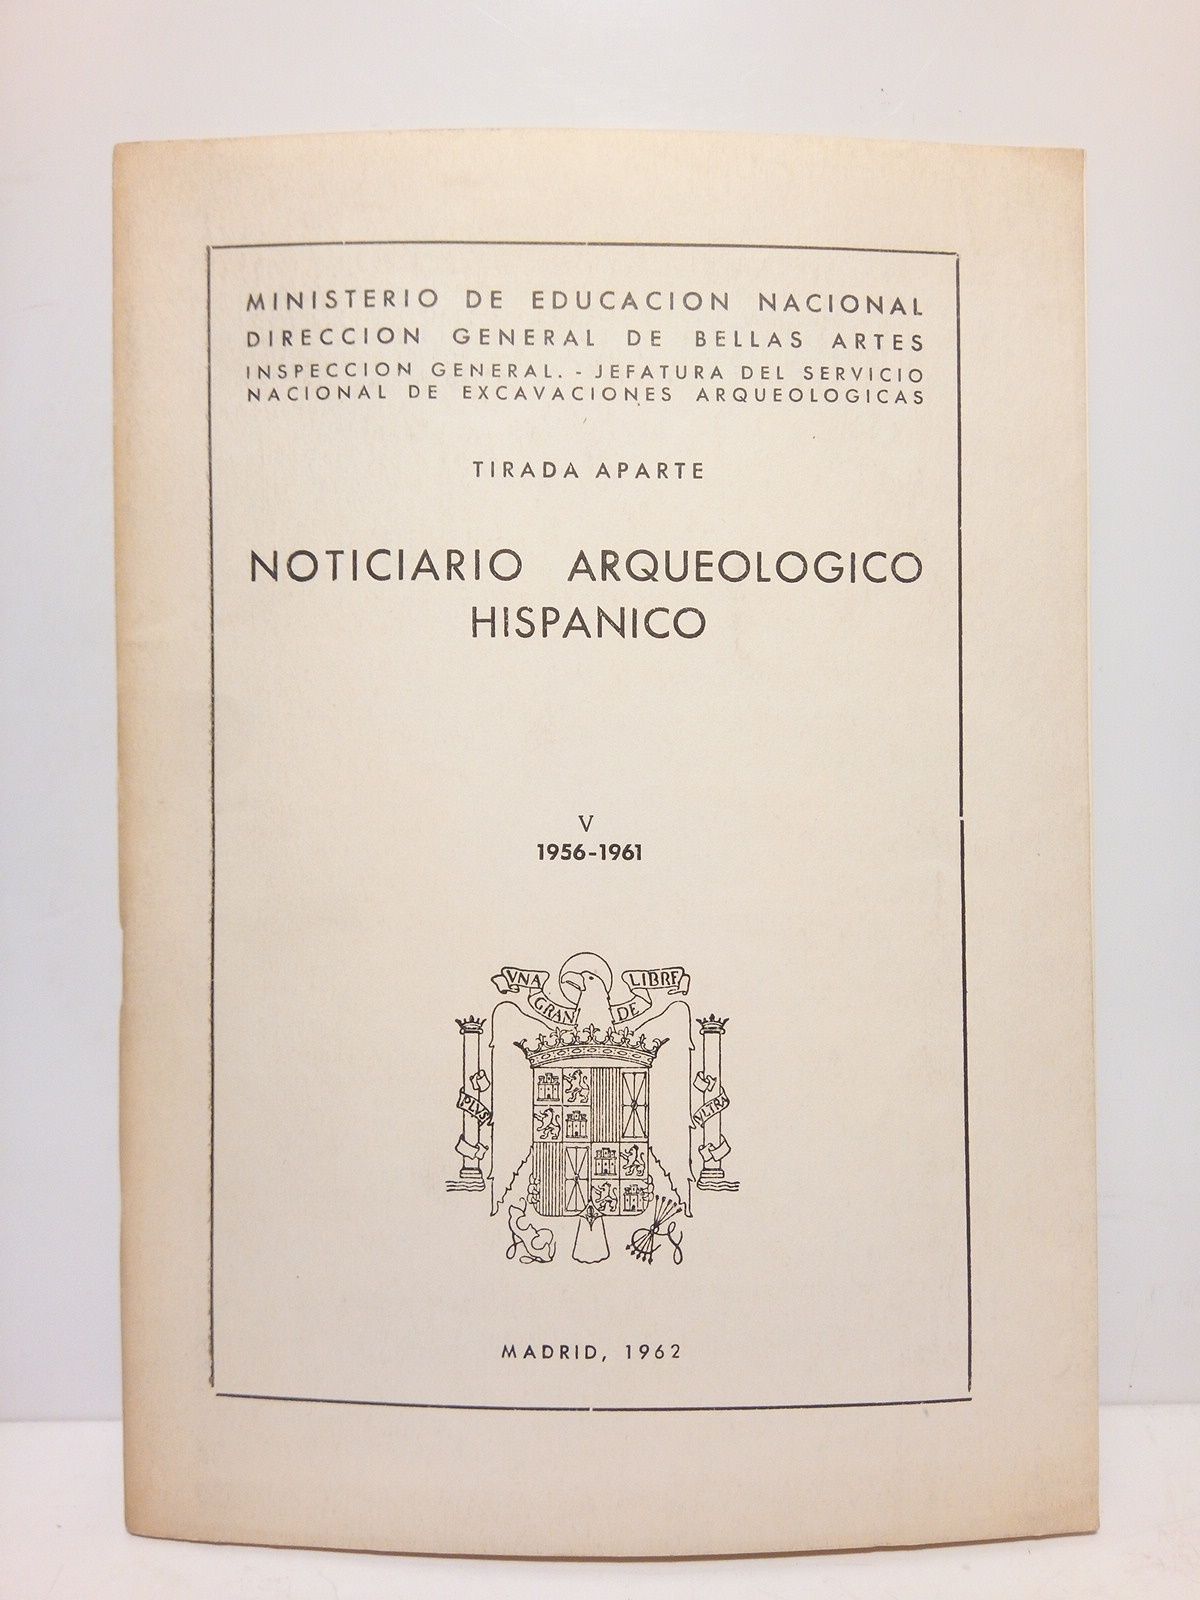 MINISTERIO DE EDUCACION NACIONAL
DIRECCION GENERAL DE BELLAS ARTES
INSPECCION GENERAL. - JEFATURA DEL SERVICIO
NACIONAL DE EXCAVACIONES ARQUEOLOGICAS
TIRADA APARTE
NOTICIARIO ARQUEOLOGICO
HISPANICO
V
1956-1961
VNA GRANDE LIBRE
PLVS VLTRA
MADRID, 1962